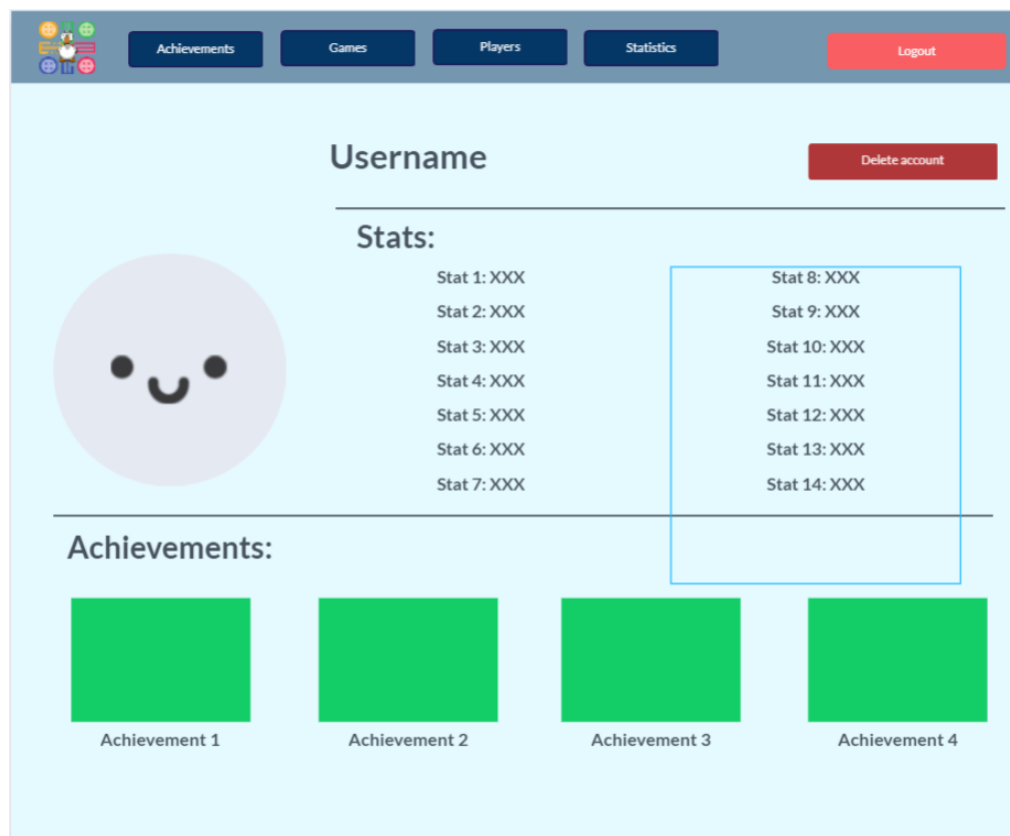 Achievements
Games
Players
Statistics
Logout
Username
Delete account
Stats:
Stat 1: XXX
Stat 2: XXX
Stat 3: XXX
Stat 4: XXX
Stat 5: XXX
Stat 6: XXX
Stat 7: XXX
Stat 8: XXX
Stat 9: XXX
Stat 10: XXX
Stat 11: XXX
Stat 12: XXX
Stat 13: XXX
Stat 14: XXX
Achievements:
Achievement 1
Achievement 2
Achievement 3
Achievement 4